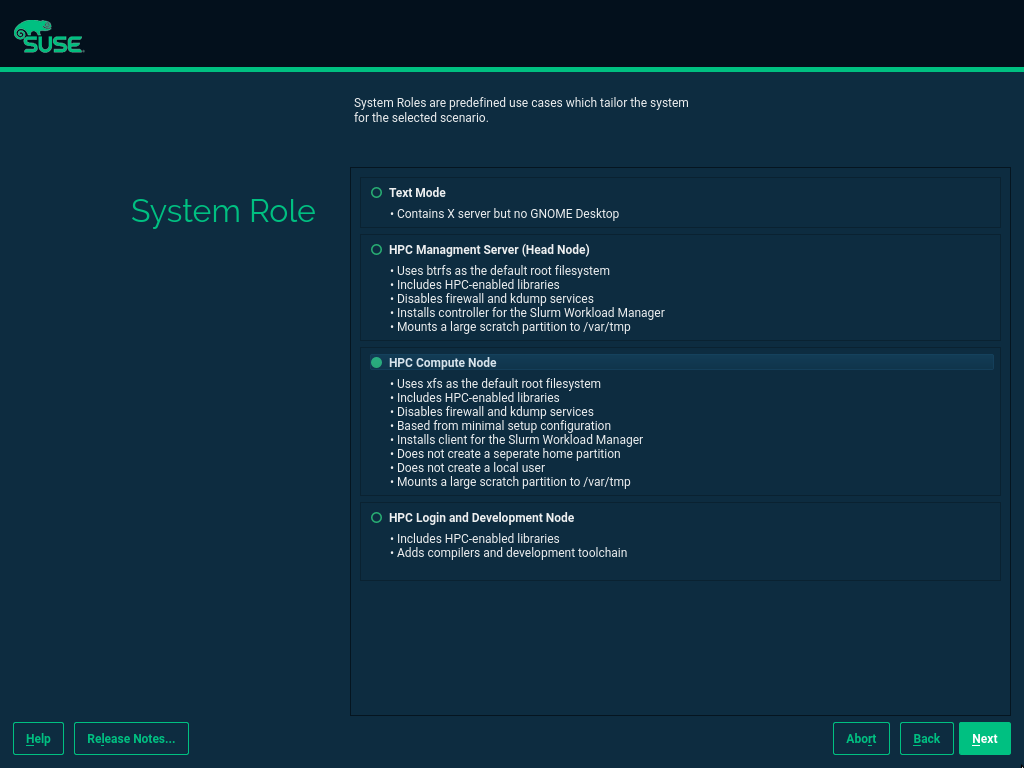 SUSE
System Roles are predefined use cases which tailor the system
for the selected scenario.
System Role
Text Mode
• Contains X server but no GNOME Desktop
HPC Managment Server (Head Node)
• Uses btrfs as the default root filesystem
• Includes HPC-enabled libraries
• Disables firewall and kdump services
• Installs controller for the Slurm Workload Manager
• Mounts a large scratch partition to /var/tmp
HPC Compute Node
• Uses xfs as the default root filesystem
• Includes HPC-enabled libraries
• Disables firewall and kdump services
• Based from minimal setup configuration
• Installs client for the Slurm Workload Manager
• Does not create a seperate home partition
• Does not create a local user
• Mounts a large scratch partition to /var/tmp
HPC Login and Development Node
• Includes HPC-enabled libraries
• Adds compilers and development toolchain
Help Release Notes... Abort Back Next